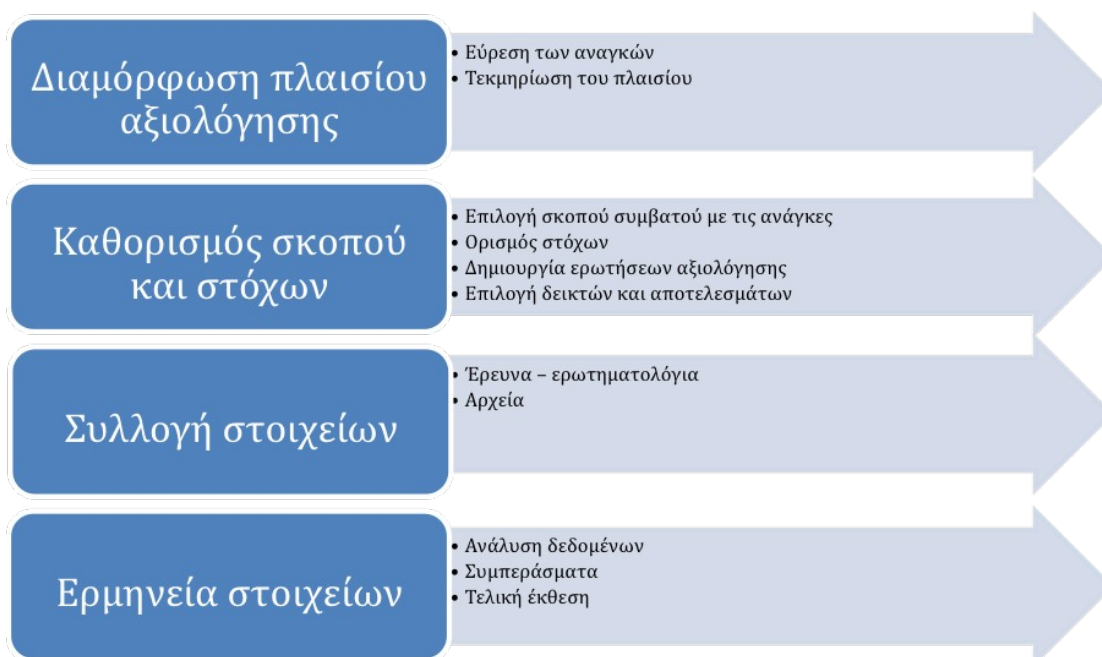 Διαμόρφωση πλαισίου
αξιολόγησης
• Εύρεση των αναγκών
• Τεκμηρίωση του πλαισίου
Καθορισμός σκοπού
και στόχων
• Επιλογή σκοπού συμβατού με τις ανάγκες
• Ορισμός στόχων
• Δημιουργία ερωτήσεων αξιολόγησης
• Επιλογή δεικτών και αποτελεσμάτων
Συλλογή στοιχείων
• Έρευνα – ερωτηματολόγια
• Αρχεία
Ερμηνεία στοιχείων
• Ανάλυση δεδομένων
• Συμπεράσματα
• Τελική έκθεση